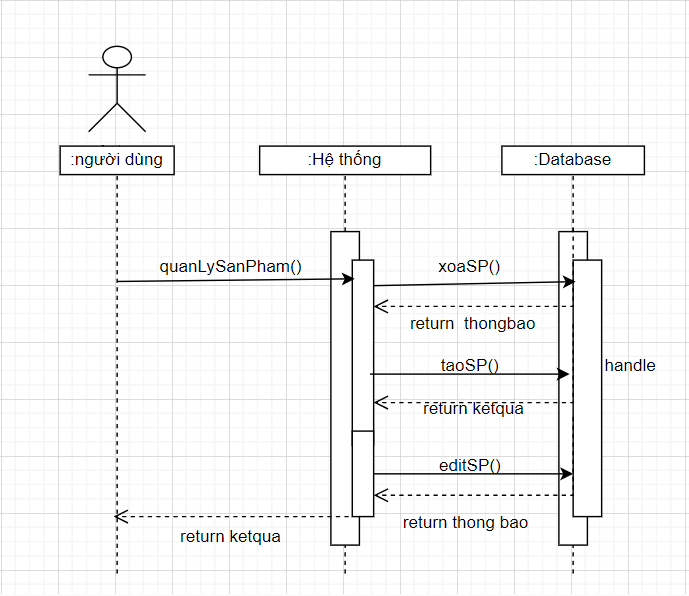 :người dùng
:Hệ thống
:Database
quanLySanPham()
xoaSP()
return thongbao
taoSP()
handle
return ketqua
editSP()
return thong bao
return ketqua